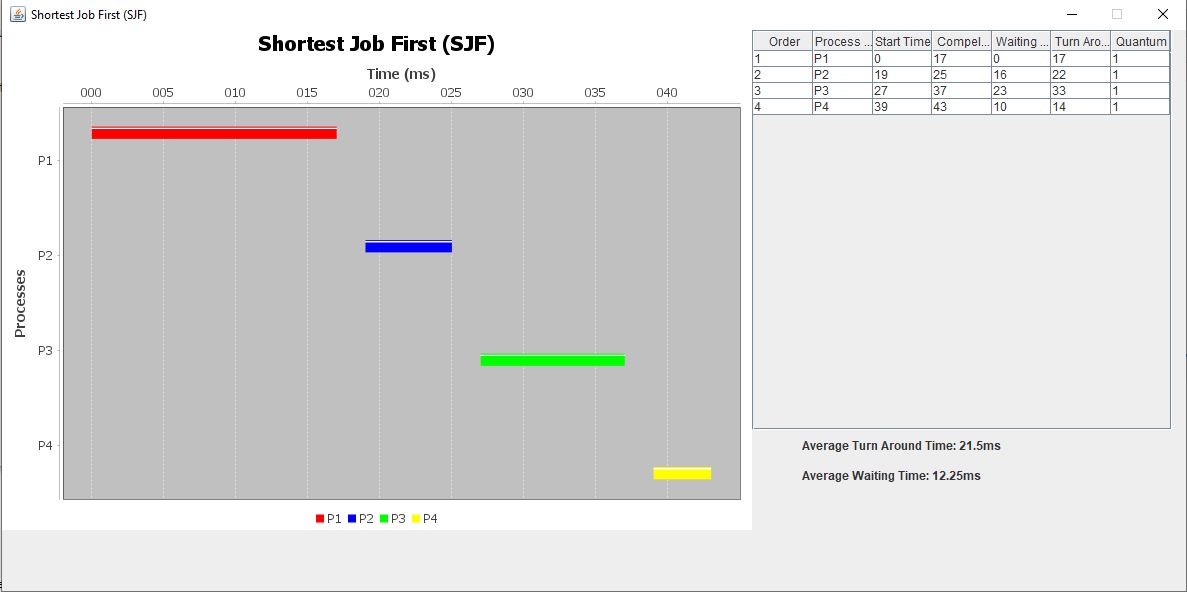 Shortest Job First (SJF)
Shortest Job First (SJF)
Time (ms)
000 005 010 015 020 025 030 035 040
Processes
P1
P2
P3
P4
P1 P2 P3 P4
Order Process ... Start Time Compel... Waiting ... Turn Aro... Quantum
1 P1 0 17 0 17 1
2 P2 19 25 16 22 1
3 P3 27 37 23 33 1
4 P4 39 43 10 14 1
Average Turn Around Time: 21.5ms
Average Waiting Time: 12.25ms